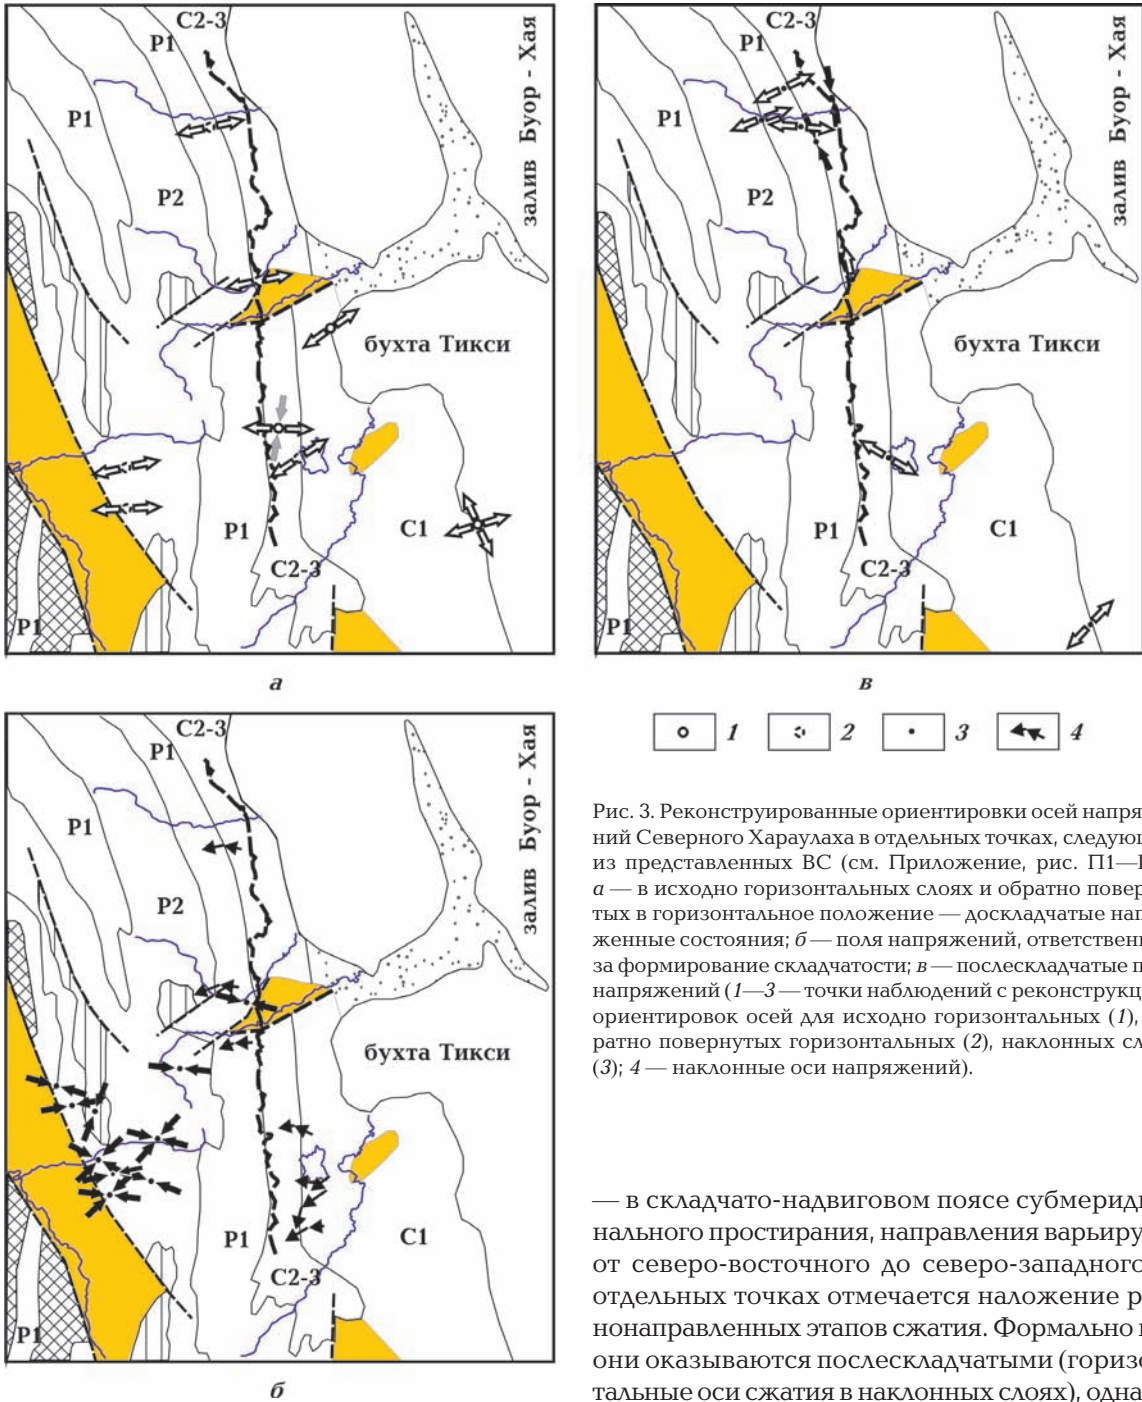 C2-3
P1
P1
P2
залив Буор - Хая
бухта Тикси
P1
C1
C2-3
P1
а
C2-3
P1
P1
P2
залив Буор - Хая
бухта Тикси
P1
C1
C2-3
P1
в
1 2 3 4
C2-3
P1
P1
P2
залив Буор - Хая
бухта Тикси
P1
C1
C2-3
P1
б
Рис. 3. Реконструированные ориентировки осей напря
ний Северного Хараулаха в отдельных точках, следую
из представленных ВС (см. Приложение, рис. П1—
а — в исходно горизонтальных слоях и обратно повер
тых в горизонтальное положение — доскладчатые нап
женные состояния; б — поля напряжений, ответствен
за формирование складчатости; в — послескладчатые п
напряжений (1—3 — точки наблюдений с реконструкц
ориентировок осей для исходно горизонтальных (1),
ратно повернутых горизонтальных (2), наклонных сл
(3); 4 — наклонные оси напряжений).
— в складчато-надвиговом поясе субмериди
нального простирания, направления варьиру
от северо-восточного до северо-западного
отдельных точках отмечается наложение р
нонаправленных этапов сжатия. Формально
они оказываются послескладчатыми (горизо
тальные оси сжатия в наклонных слоях), одна